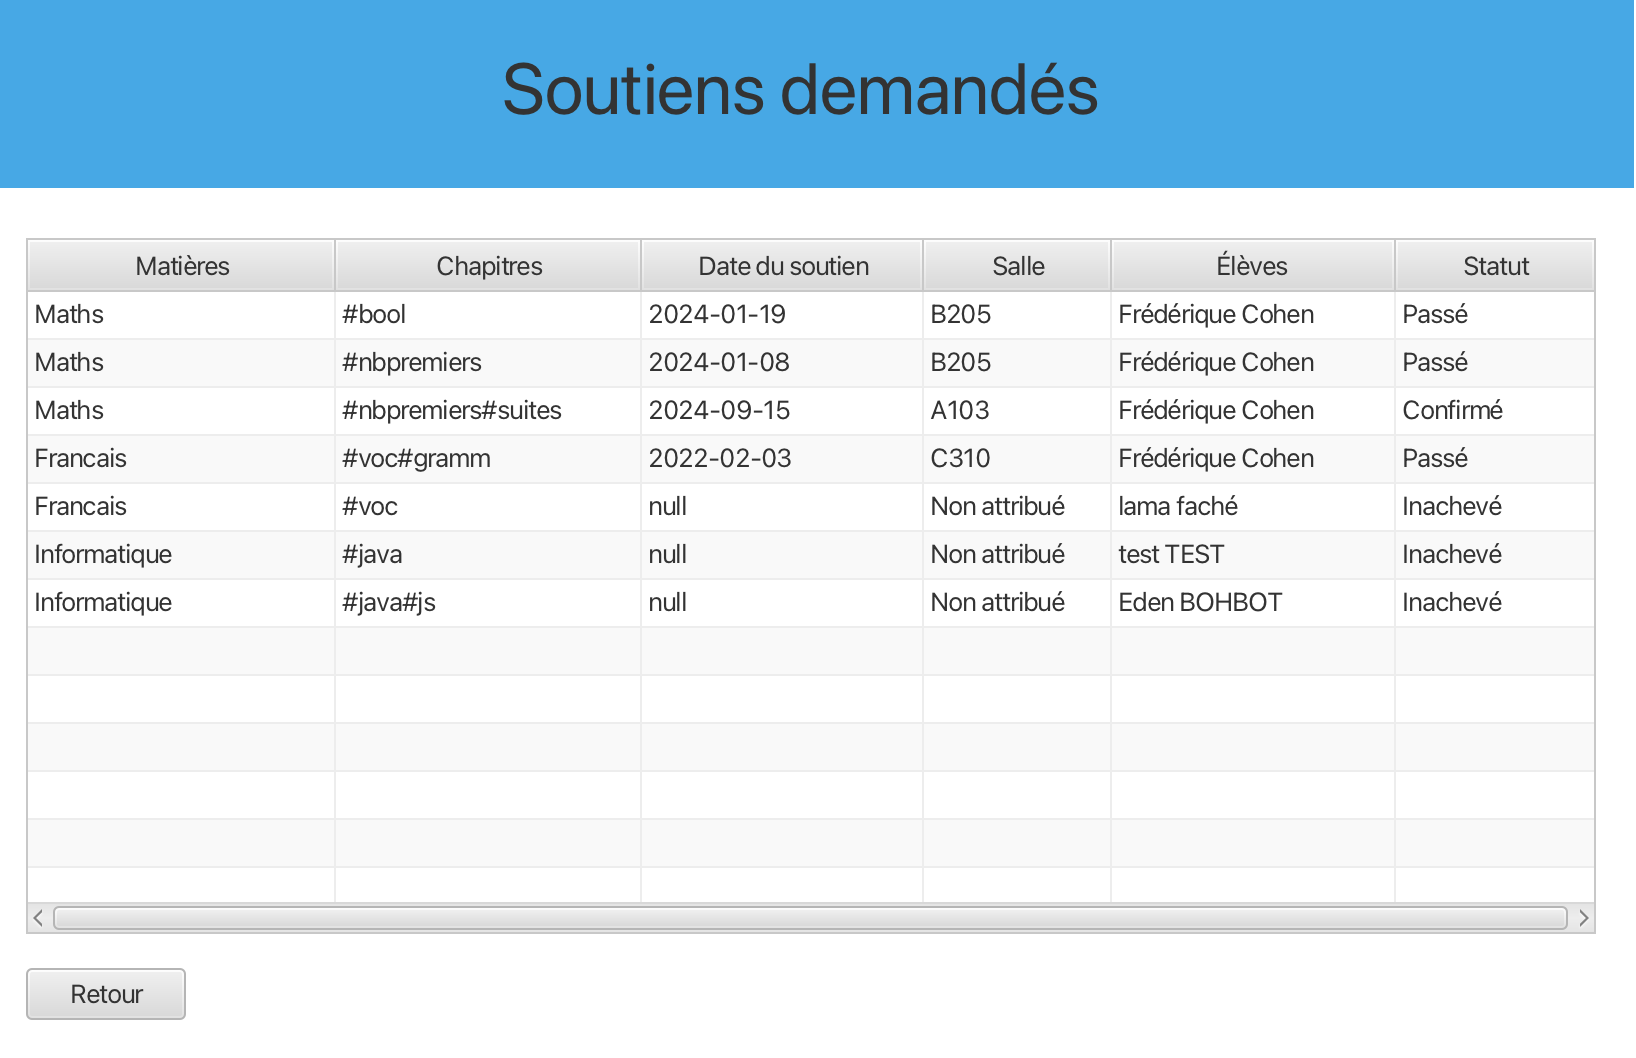 Soutiens demandés
Matières Chapitres Date du soutien Salle Élèves Statut
Maths #bool 2024-01-19 B205 Frédérique Cohen Passé
Maths #nbpremiers 2024-01-08 B205 Frédérique Cohen Passé
Maths #nbpremiers#suites 2024-09-15 A103 Frédérique Cohen Confirmé
Francais #voc#gramm 2022-02-03 C310 Frédérique Cohen Passé
Francais #voc null Non attribué lama faché Inachevé
Informatique #java null Non attribué test TEST Inachevé
Informatique #java#js null Non attribué Eden BOHBOT Inachevé
Retour